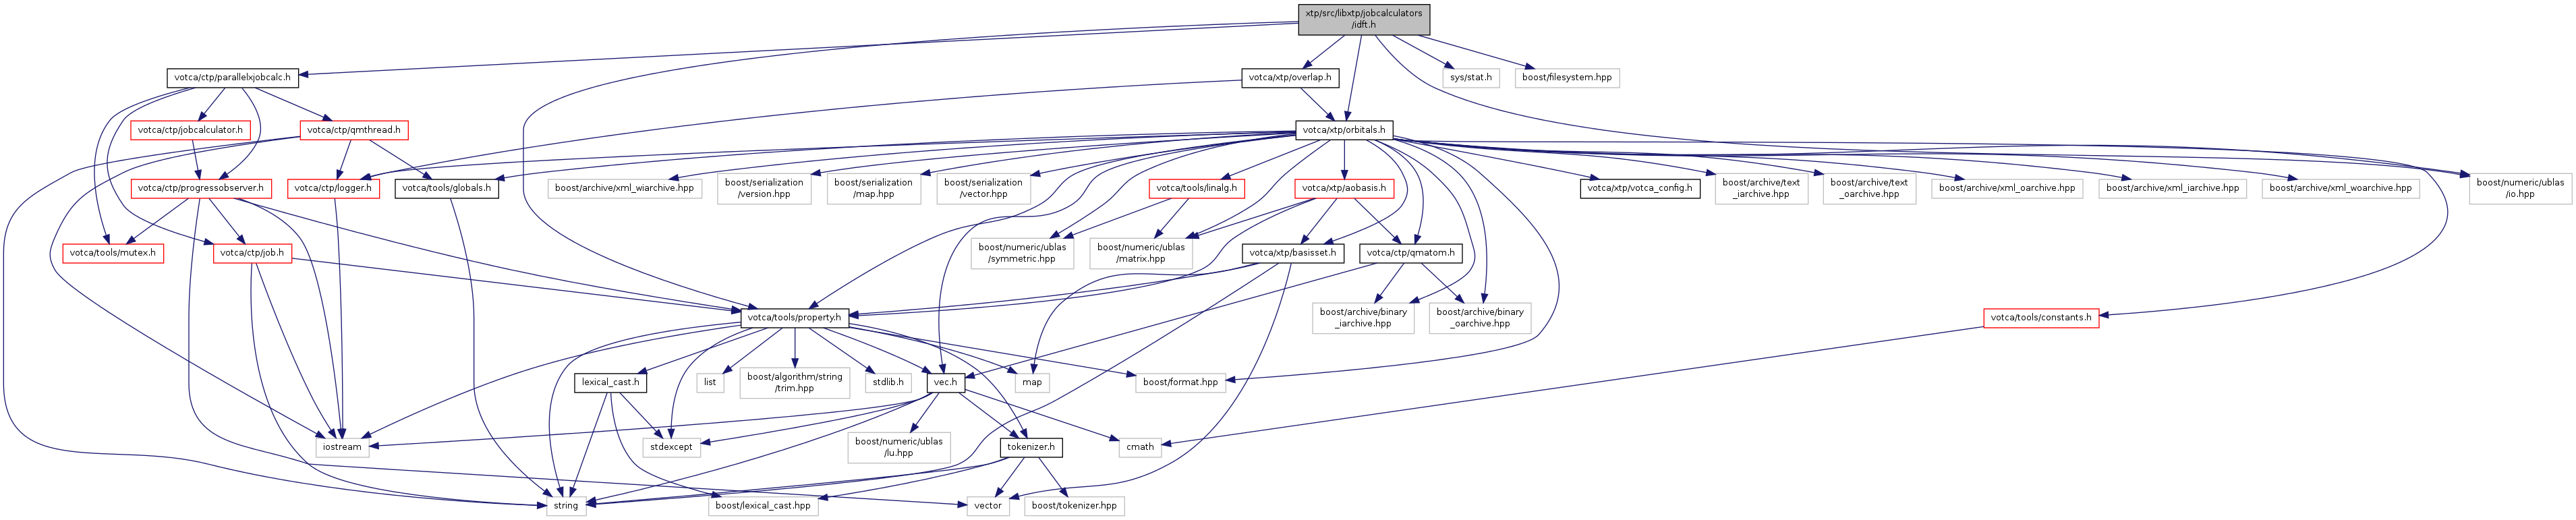 xtp/src/libxtp/jobcalculators
/idft.h
votca/ctp/parallelxjobcalc.h
votca/xtp/overlap.h
sys/stat.h
boost/filesystem.hpp
votca/ctp/jobcalculator.h
votca/ctp/qmthread.h
votca/xtp/orbitals.h
votca/ctp/progressobserver.h
votca/ctp/logger.h
votca/tools/globals.h
boost/archive/xml_wiarchive.hpp
boost/serialization
/version.hpp
boost/serialization
/map.hpp
boost/serialization
/vector.hpp
votca/tools/linalg.h
votca/xtp/aobasis.h
votca/xtp/votca_config.h
boost/archive/text
_iarchive.hpp
boost/archive/text
_oarchive.hpp
boost/archive/xml_oarchive.hpp
boost/archive/xml_iarchive.hpp
boost/archive/xml_woarchive.hpp
boost/numeric/ublas
/io.hpp
votca/tools/mutex.h
votca/ctp/job.h
boost/numeric/ublas
/symmetric.hpp
boost/numeric/ublas
/matrix.hpp
votca/xtp/basisset.h
votca/ctp/qmatom.h
votca/tools/property.h
boost/archive/binary
_iarchive.hpp
boost/archive/binary
_oarchive.hpp
votca/tools/constants.h
lexical_cast.h
list
boost/algorithm/string
/trim.hpp
stdlib.h
vec.h
map
boost/format.hpp
iostream
stdexcept
boost/numeric/ublas
/lu.hpp
tokenizer.h
cmath
string
boost/lexical_cast.hpp
vector
boost/tokenizer.hpp